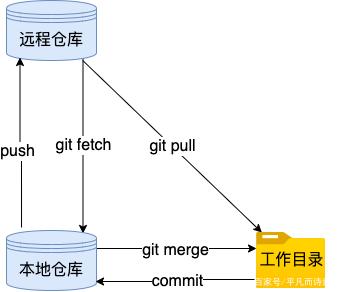 远程仓库
push
git fetch
git pull
本地仓库
git merge
工作目录
commit
百家号/平凡而诗意